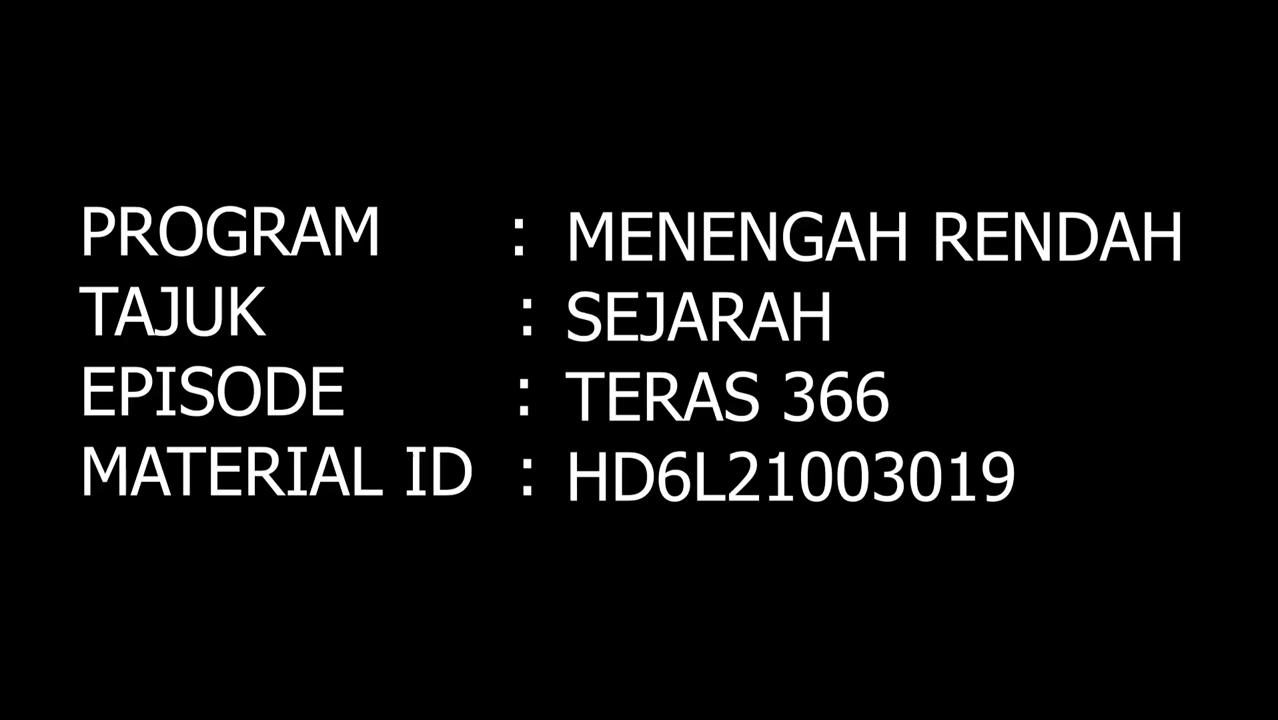 PROGRAM : MENENGAH RENDAH
TAJUK : SEJARAH
EPISODE : TERAS 366
MATERIAL ID : HD6L21003019